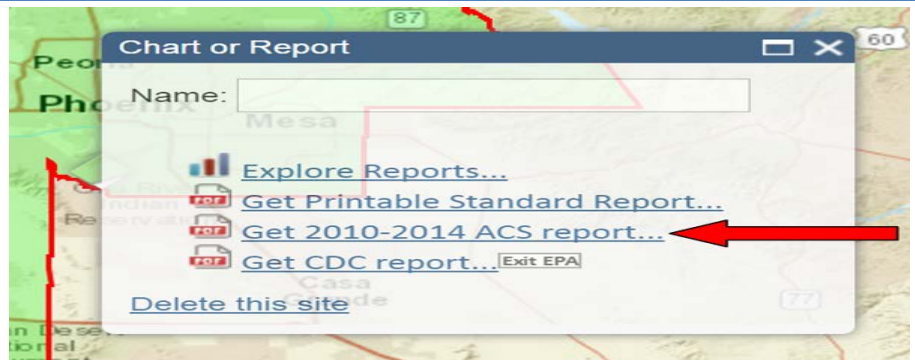 87
Chart or Report
60
Peoria
Phoenix
Name:
Mesa
Explore Reports...
Get Printable Standard Report...
Get 2010-2014 ACS report...
Get CDC report... Exit EPA
Casa
Grande
Delete this site
77